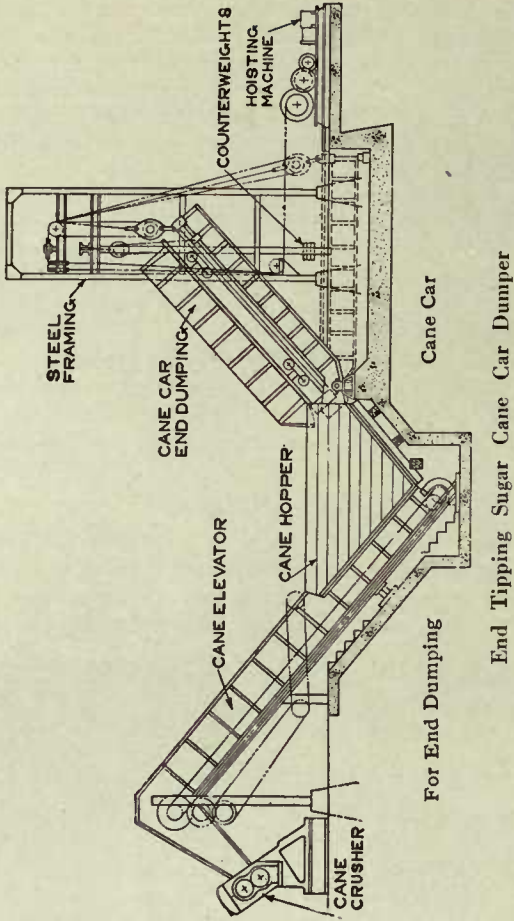 STEEL
FRAMING
CANE CAR
END DUMPING
COUNTERWEIGHTS
HOISTING
MACHINE
CANE ELEVATOR
CANE HOPPER
CANE
CRUSHER
For End Dumping
Cane Car
End Tipping Sugar Cane Car Dumper